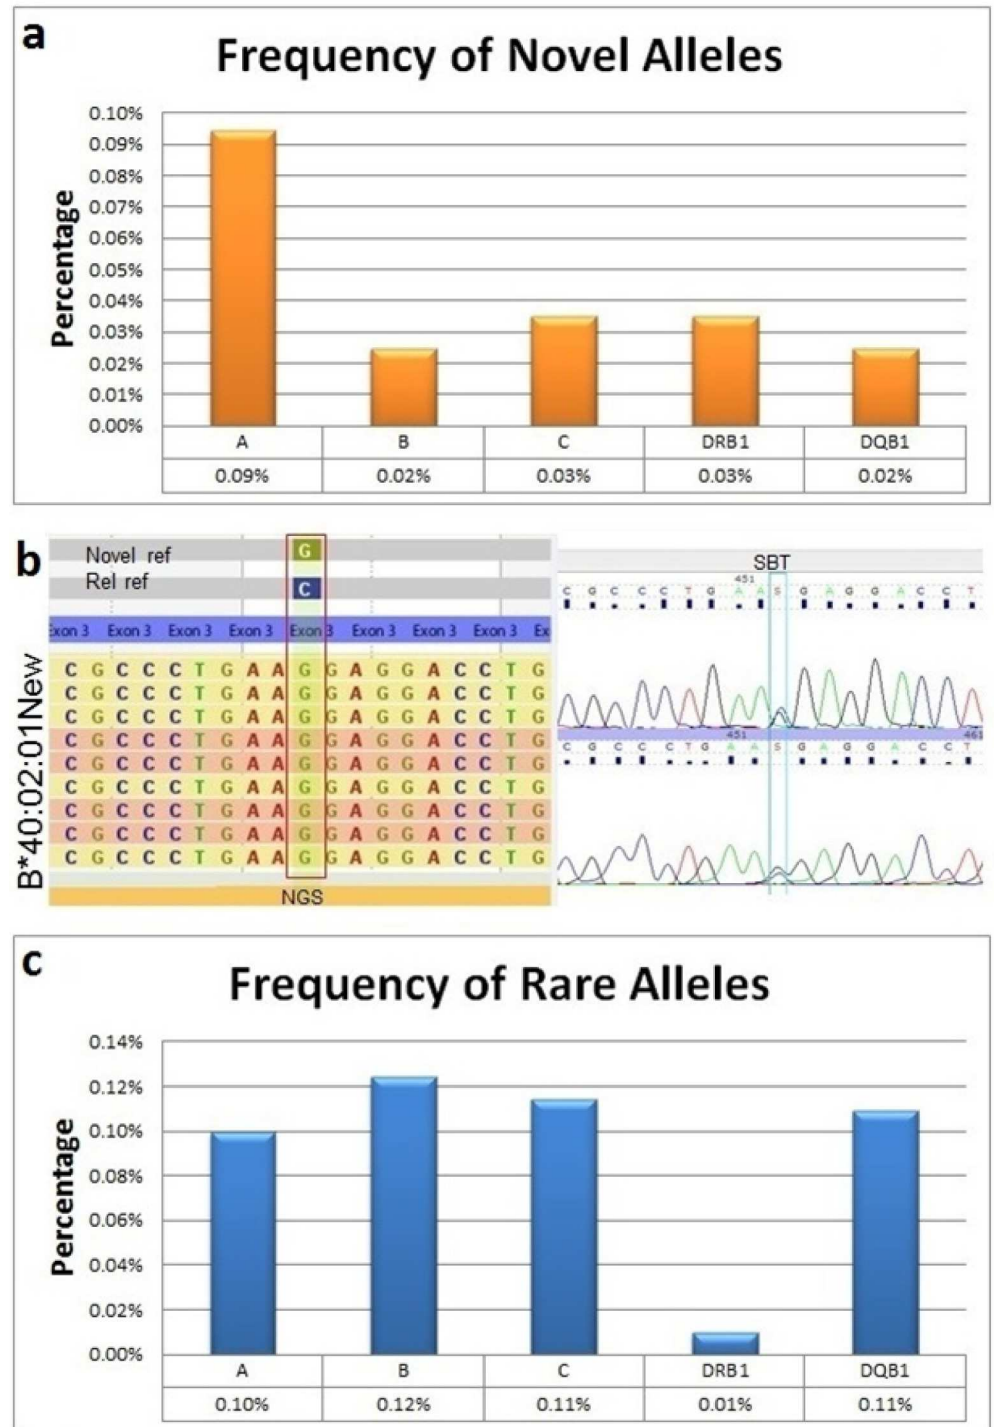 a
Frequency of Novel Alleles
Percentage
0.10%
0.09%
0.08%
0.07%
0.06%
0.05%
0.04%
0.03%
0.02%
0.01%
0.00%
A B C DRB1 DQB1
0.09% 0.02% 0.03% 0.03% 0.02%
b
Novel ref G
Rel ref C
Exon 3 Exon 3 Exon 3 Exon 3 Exon 3 Exon 3 Exon 3 Exon 3 Ex
B*40:02:01New
C G C C C T G A A G G A G G A C C T G
C G C C C T G A A G G A G G A C C T G
C G C C C T G A A G G A G G A C C T G
C G C C C T G A A G G A G G A C C T G
C G C C C T G A A G G A G G A C C T G
C G C C C T G A A G G A G G A C C T G
C G C C C T G A A G G A G G A C C T G
C G C C C T G A A G G A G G A C C T G
C G C C C T G A A G G A G G A C C T G
NGS
SBT
451
C G C C C T G A A S G A G G A C C T
451 461
C G C C C T G A A S G A G G A C C T
c
Frequency of Rare Alleles
Percentage
0.14%
0.12%
0.10%
0.08%
0.06%
0.04%
0.02%
0.00%
A B C DRB1 DQB1
0.10% 0.12% 0.11% 0.01% 0.11%